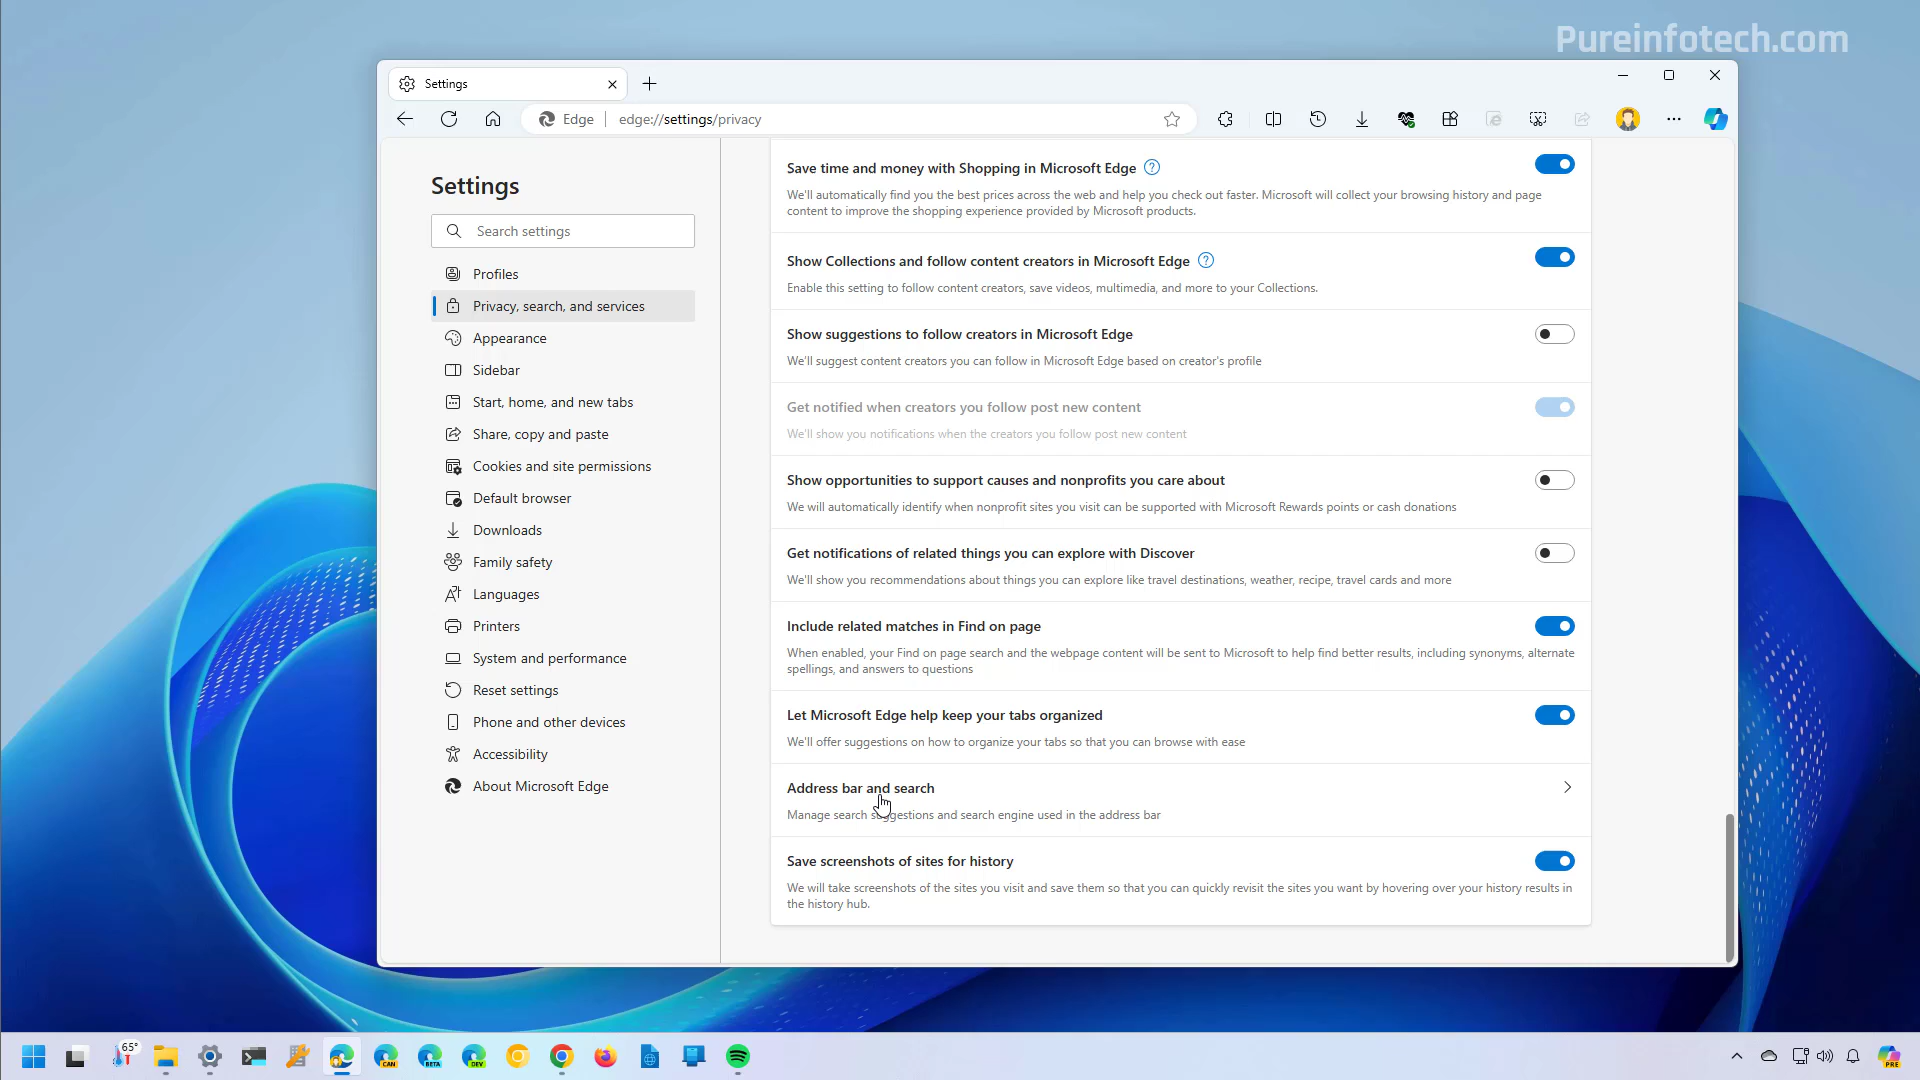 Pureinfotech.com
Settings
Edge
edge://settings/privacy
Settings
Search settings
Profiles
Privacy, search, and services
Appearance
Sidebar
Start, home, and new tabs
Share, copy and paste
Cookies and site permissions
Default browser
Downloads
Family safety
Languages
Printers
System and performance
Reset settings
Phone and other devices
Accessibility
About Microsoft Edge
Save time and money with Shopping in Microsoft Edge
We'll automatically find you the best prices across the web and help you check out faster. Microsoft will collect your browsing history and page
content to improve the shopping experience provided by Microsoft products.
Show Collections and follow content creators in Microsoft Edge
Enable this setting to follow content creators, save videos, multimedia, and more to your Collections.
Show suggestions to follow creators in Microsoft Edge
We'll suggest content creators you can follow in Microsoft Edge based on creator's profile
Get notified when creators you follow post new content
We'll show you notifications when the creators you follow post new content
Show opportunities to support causes and nonprofits you care about
We will automatically identify when nonprofit sites you visit can be supported with Microsoft Rewards points or cash donations
Get notifications of related things you can explore with Discover
We'll show you recommendations about things you can explore like travel destinations, weather, recipe, travel cards and more
Include related matches in Find on page
When enabled, your Find on page search and the webpage content will be sent to Microsoft to help find better results, including synonyms, alternate
spellings, and answers to questions
Let Microsoft Edge help keep your tabs organized
We'll offer suggestions on how to organize your tabs so that you can browse with ease
Address bar and search
Manage search suggestions and search engine used in the address bar
Save screenshots of sites for history
We will take screenshots of the sites you visit and save them so that you can quickly revisit the sites you want by hovering over your history results in
the history hub.
65°
CAN
BETA
DEV
PRE